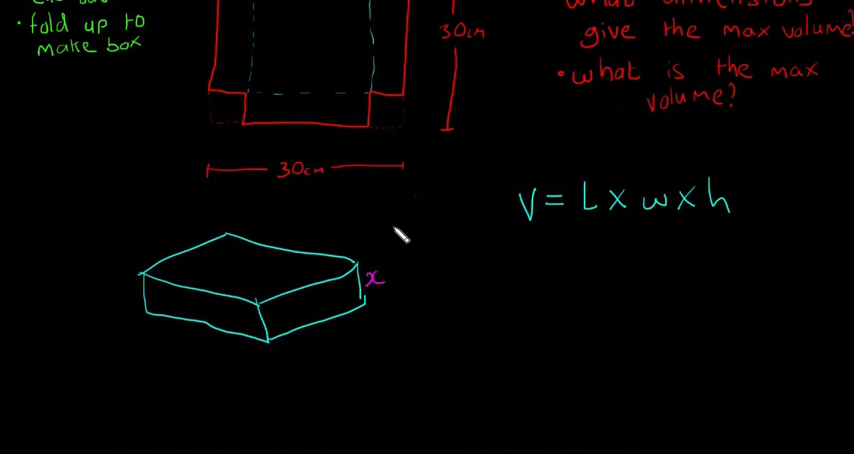 • fold up to
make box
30cm
give the max volume?
• what is the max
volume?
30cm
V = L x w x h
x